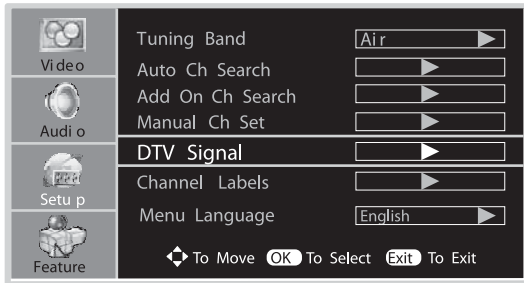 Video
Audio
Setup
Feature
Tuning Band Air
Auto Ch Search
Add On Ch Search
Manual Ch Set
DTV Signal
Channel Labels
Menu Language English
To Move OK To Select Exit To Exit